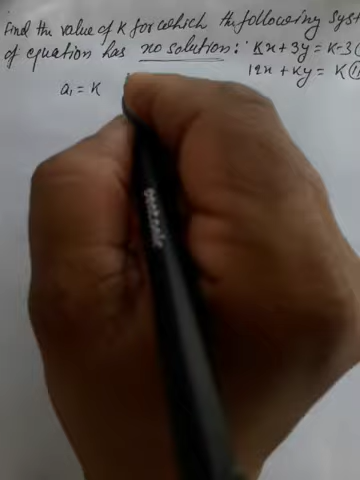 Find the value of K for which the following syst
of equation has no solution: Kx + 3y = K-3 (
12x + Ky = K (11
a₁ = K